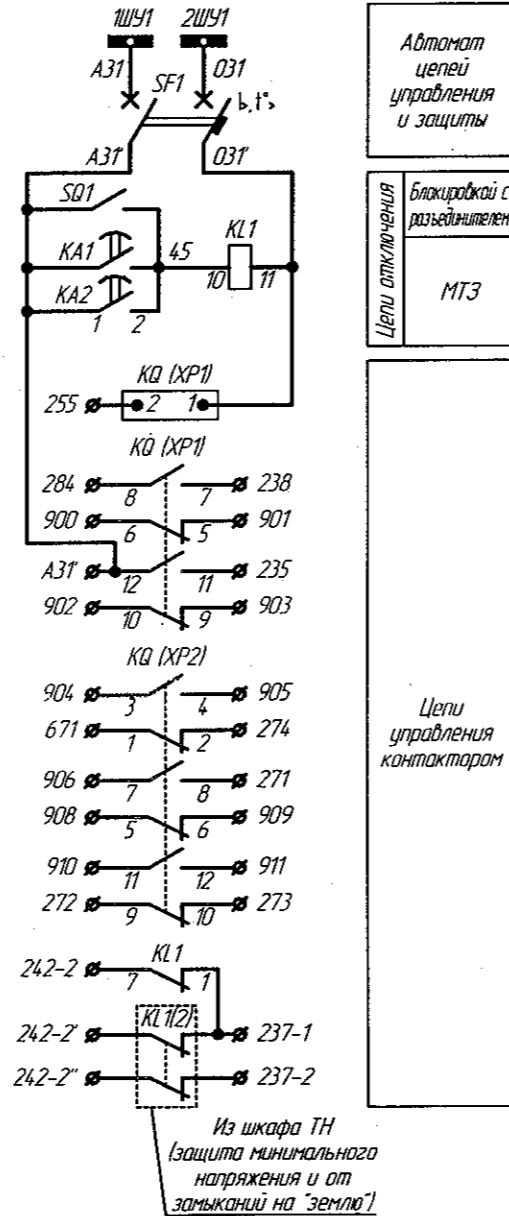 1ШУ1 2ШУ1
А31 031
SF1 b,t°>
А31' 031'
SQ1
KA1 45 KL1
10 11
KA2
1 2
KQ (XP1)
255 2 1
KQ (XP1)
284 8 7 238
900 6 5 901
А31' 12 11 235
902 10 9 903
KQ (XP2)
904 3 4 905
671 1 2 274
906 7 8 271
908 5 6 909
910 11 12 911
272 9 10 273
KL1
242-2 7 1
KL1(2)
242-2' 237-1
242-2" 237-2
Из шкафа ТН
(защита минимального
напряжения и от
замыканий на "землю")
Автомат
цепей
управления
и защиты
Цепи отключения
Блокировкой с
МТЗ
Цепи
управления
контактором